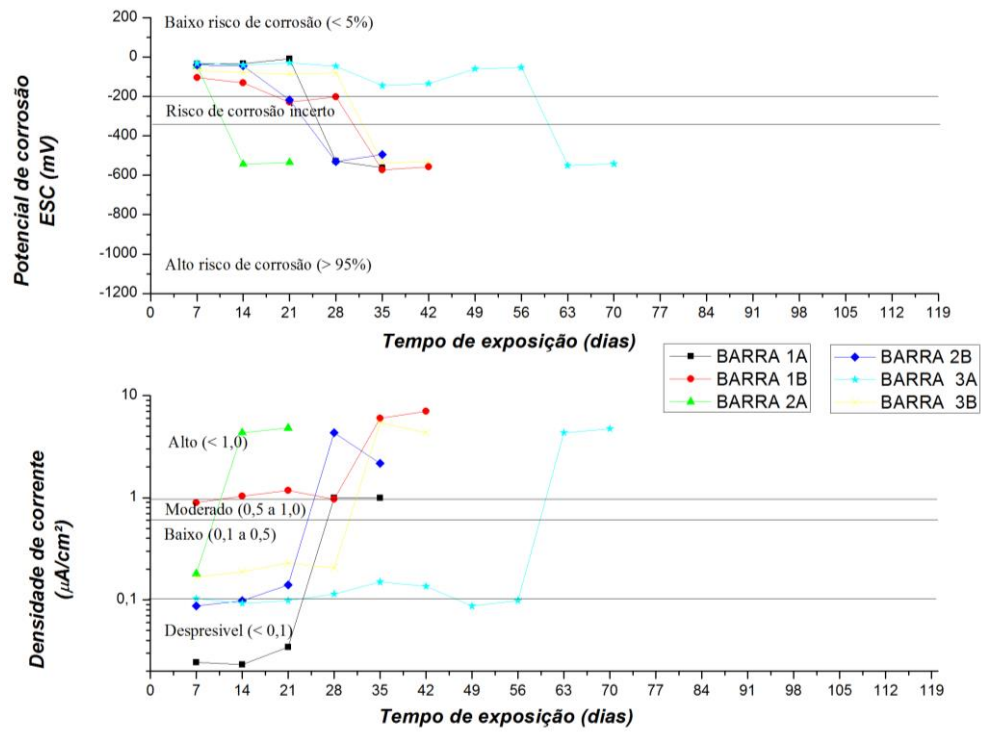 200
Baixo risco de corrosão (< 5%)
0
-200
Risco de corrosão incerto
-400
-600
-800
-1000
Alto risco de corrosão (> 95%)
-1200
Potencial de corrosão
ESC (mV)
0 7 14 21 28 35 42 49 56 63 70 77 84 91 98 105 112 119
Tempo de exposição (dias)
BARRA 1A
BARRA 1B
BARRA 2A
BARRA 2B
BARRA 3A
BARRA 3B
10
Alto (< 1,0)
1
Moderado (0,5 a 1,0)
Baixo (0,1 a 0,5)
0,1
Despresivel (< 0,1)
Densidade de corrente
(µA/cm²)
0 7 14 21 28 35 42 49 56 63 70 77 84 91 98 105 112 119
Tempo de exposição (dias)